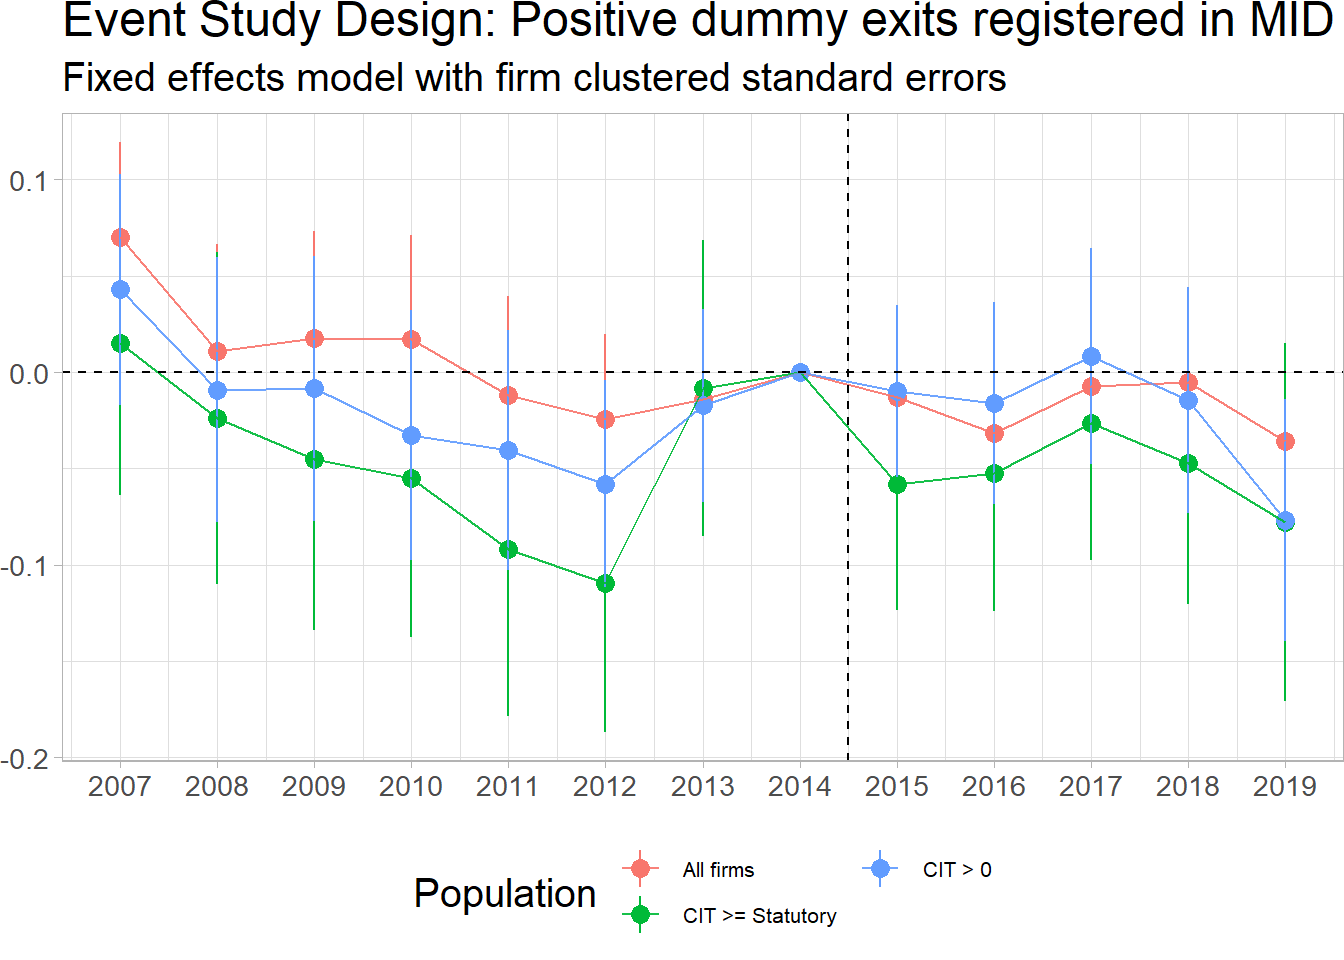 Event Study Design: Positive dummy exits registered in MID
Fixed effects model with firm clustered standard errors
0.1
0.0
-0.1
-0.2
2007 2008 2009 2010 2011 2012 2013 2014 2015 2016 2017 2018 2019
Population
All firms
CIT >= Statutory
CIT > 0